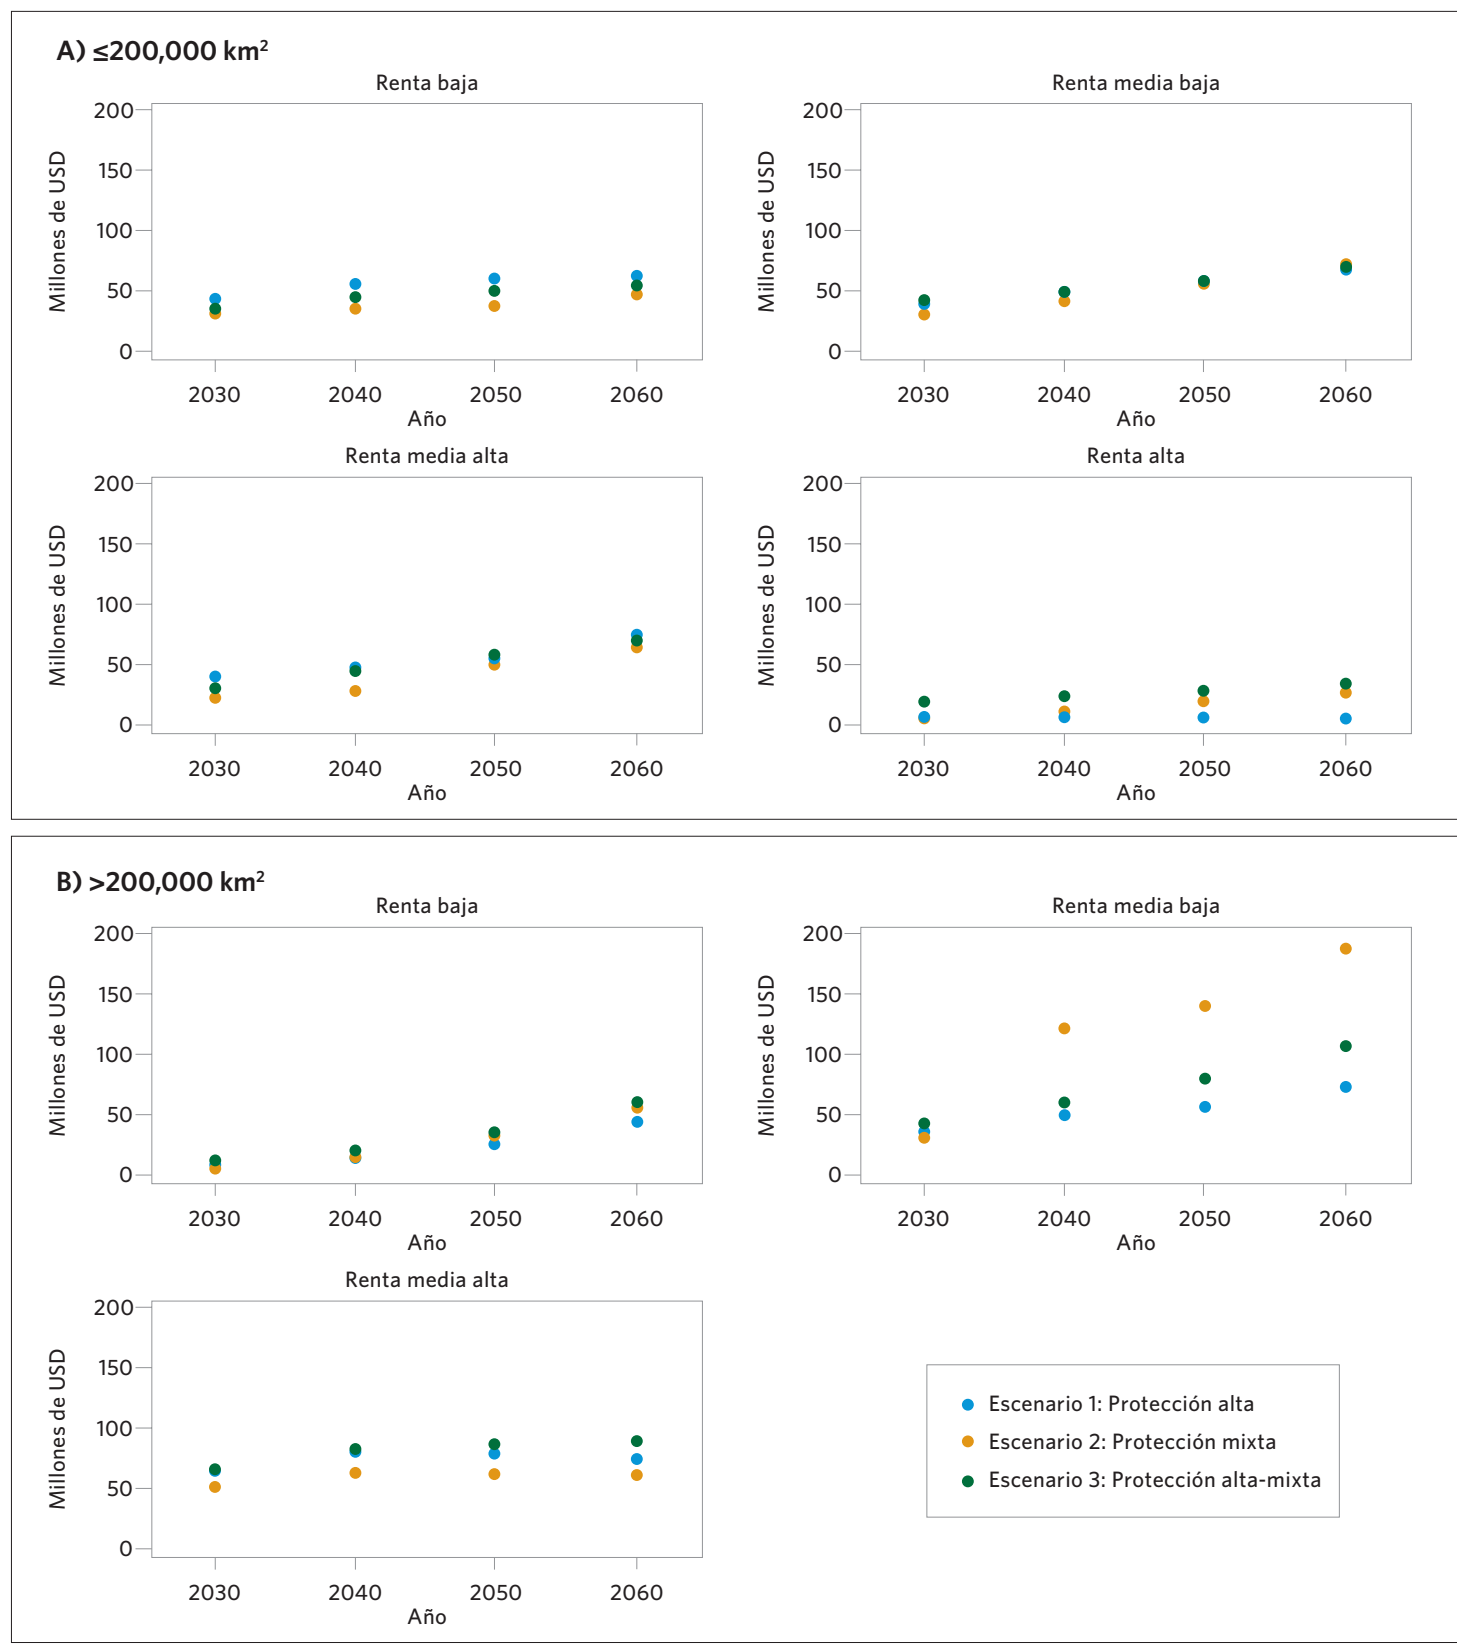 A) ≤200,000 km²
Renta baja
200
150
100
50
0
Millones de USD
2030 2040 2050 2060
Año
Renta media baja
200
150
100
50
0
Millones de USD
2030 2040 2050 2060
Año
Renta media alta
200
150
100
50
0
Millones de USD
2030 2040 2050 2060
Año
Renta alta
200
150
100
50
0
Millones de USD
2030 2040 2050 2060
Año
B) >200,000 km²
Renta baja
200
150
100
50
0
Millones de USD
2030 2040 2050 2060
Año
Renta media baja
200
150
100
50
0
Millones de USD
2030 2040 2050 2060
Año
Renta media alta
200
150
100
50
0
Millones de USD
2030 2040 2050 2060
Año
Escenario 1: Protección alta
Escenario 2: Protección mixta
Escenario 3: Protección alta-mixta